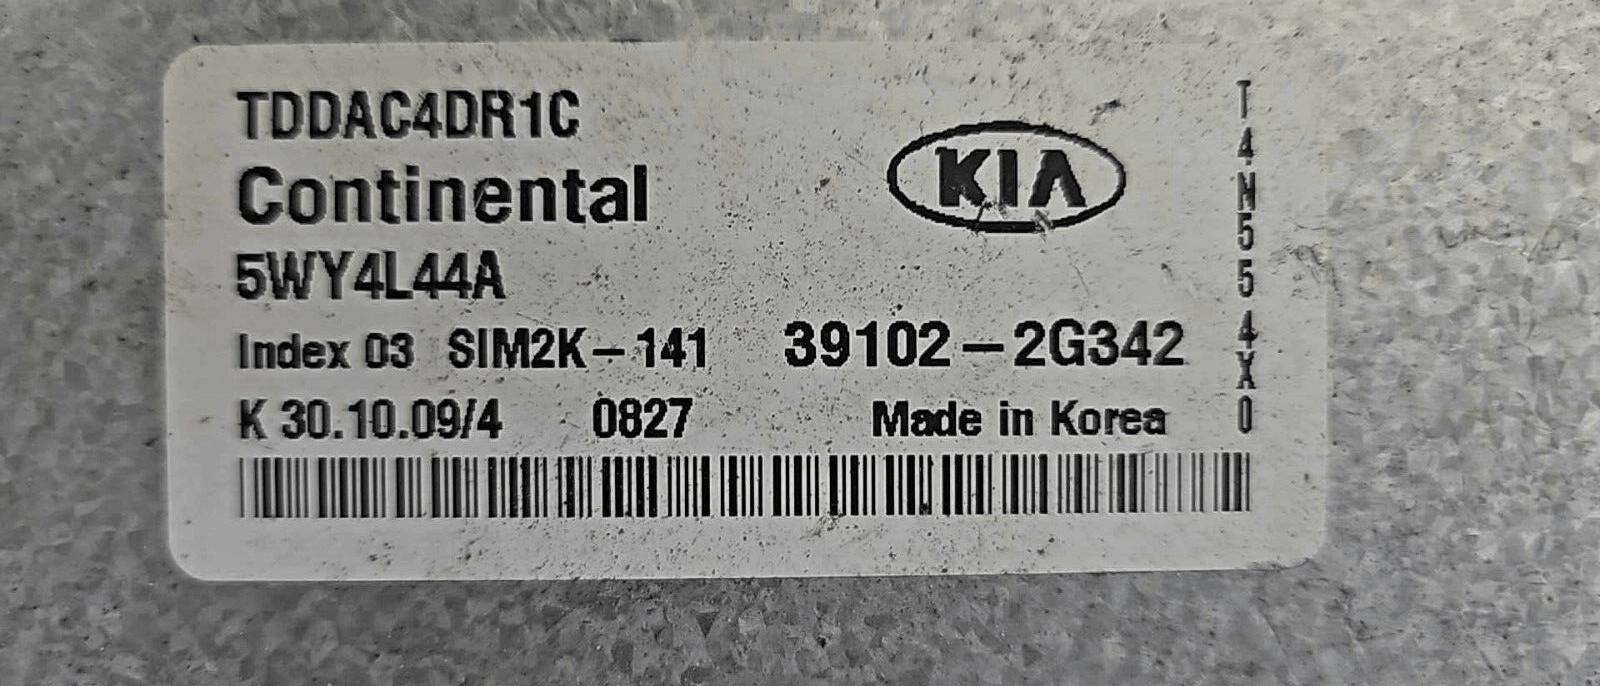 TDDAC4DR1C
Continental
KIA
5WY4L44A
Index 03 SIM2K-141 39102-2G342
K 30.10.09/4 0827 Made in Korea
T4N554X0